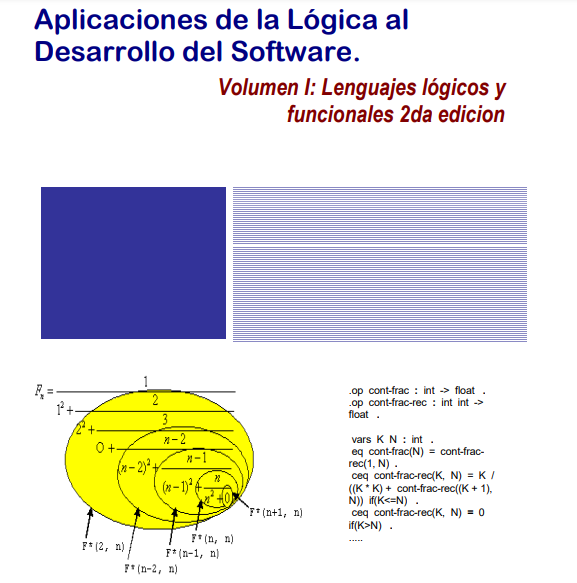 Aplicaciones de la Lógica al
Desarrollo del Software.
Volumen I: Lenguajes lógicos y
funcionales 2da edicion
Fₙ =
1
1² +
2
2² +
3
0 +
n-2
(n-2)² +
n-1
(n-1)² +
n
n² + 0
F*(2, n)
F*(n-2, n)
F*(n-1, n)
F*(n, n)
F*(n+1, n)
.op cont-frac : int -> float .
.op cont-frac-rec : int int ->
float .
vars K N : int .
eq cont-frac(N) = cont-frac-
rec(1, N) .
ceq cont-frac-rec(K, N) = K /
((K * K) + cont-frac-rec((K + 1),
N)) if(K<=N) .
ceq cont-frac-rec(K, N) = 0
if(K>N) .
.....